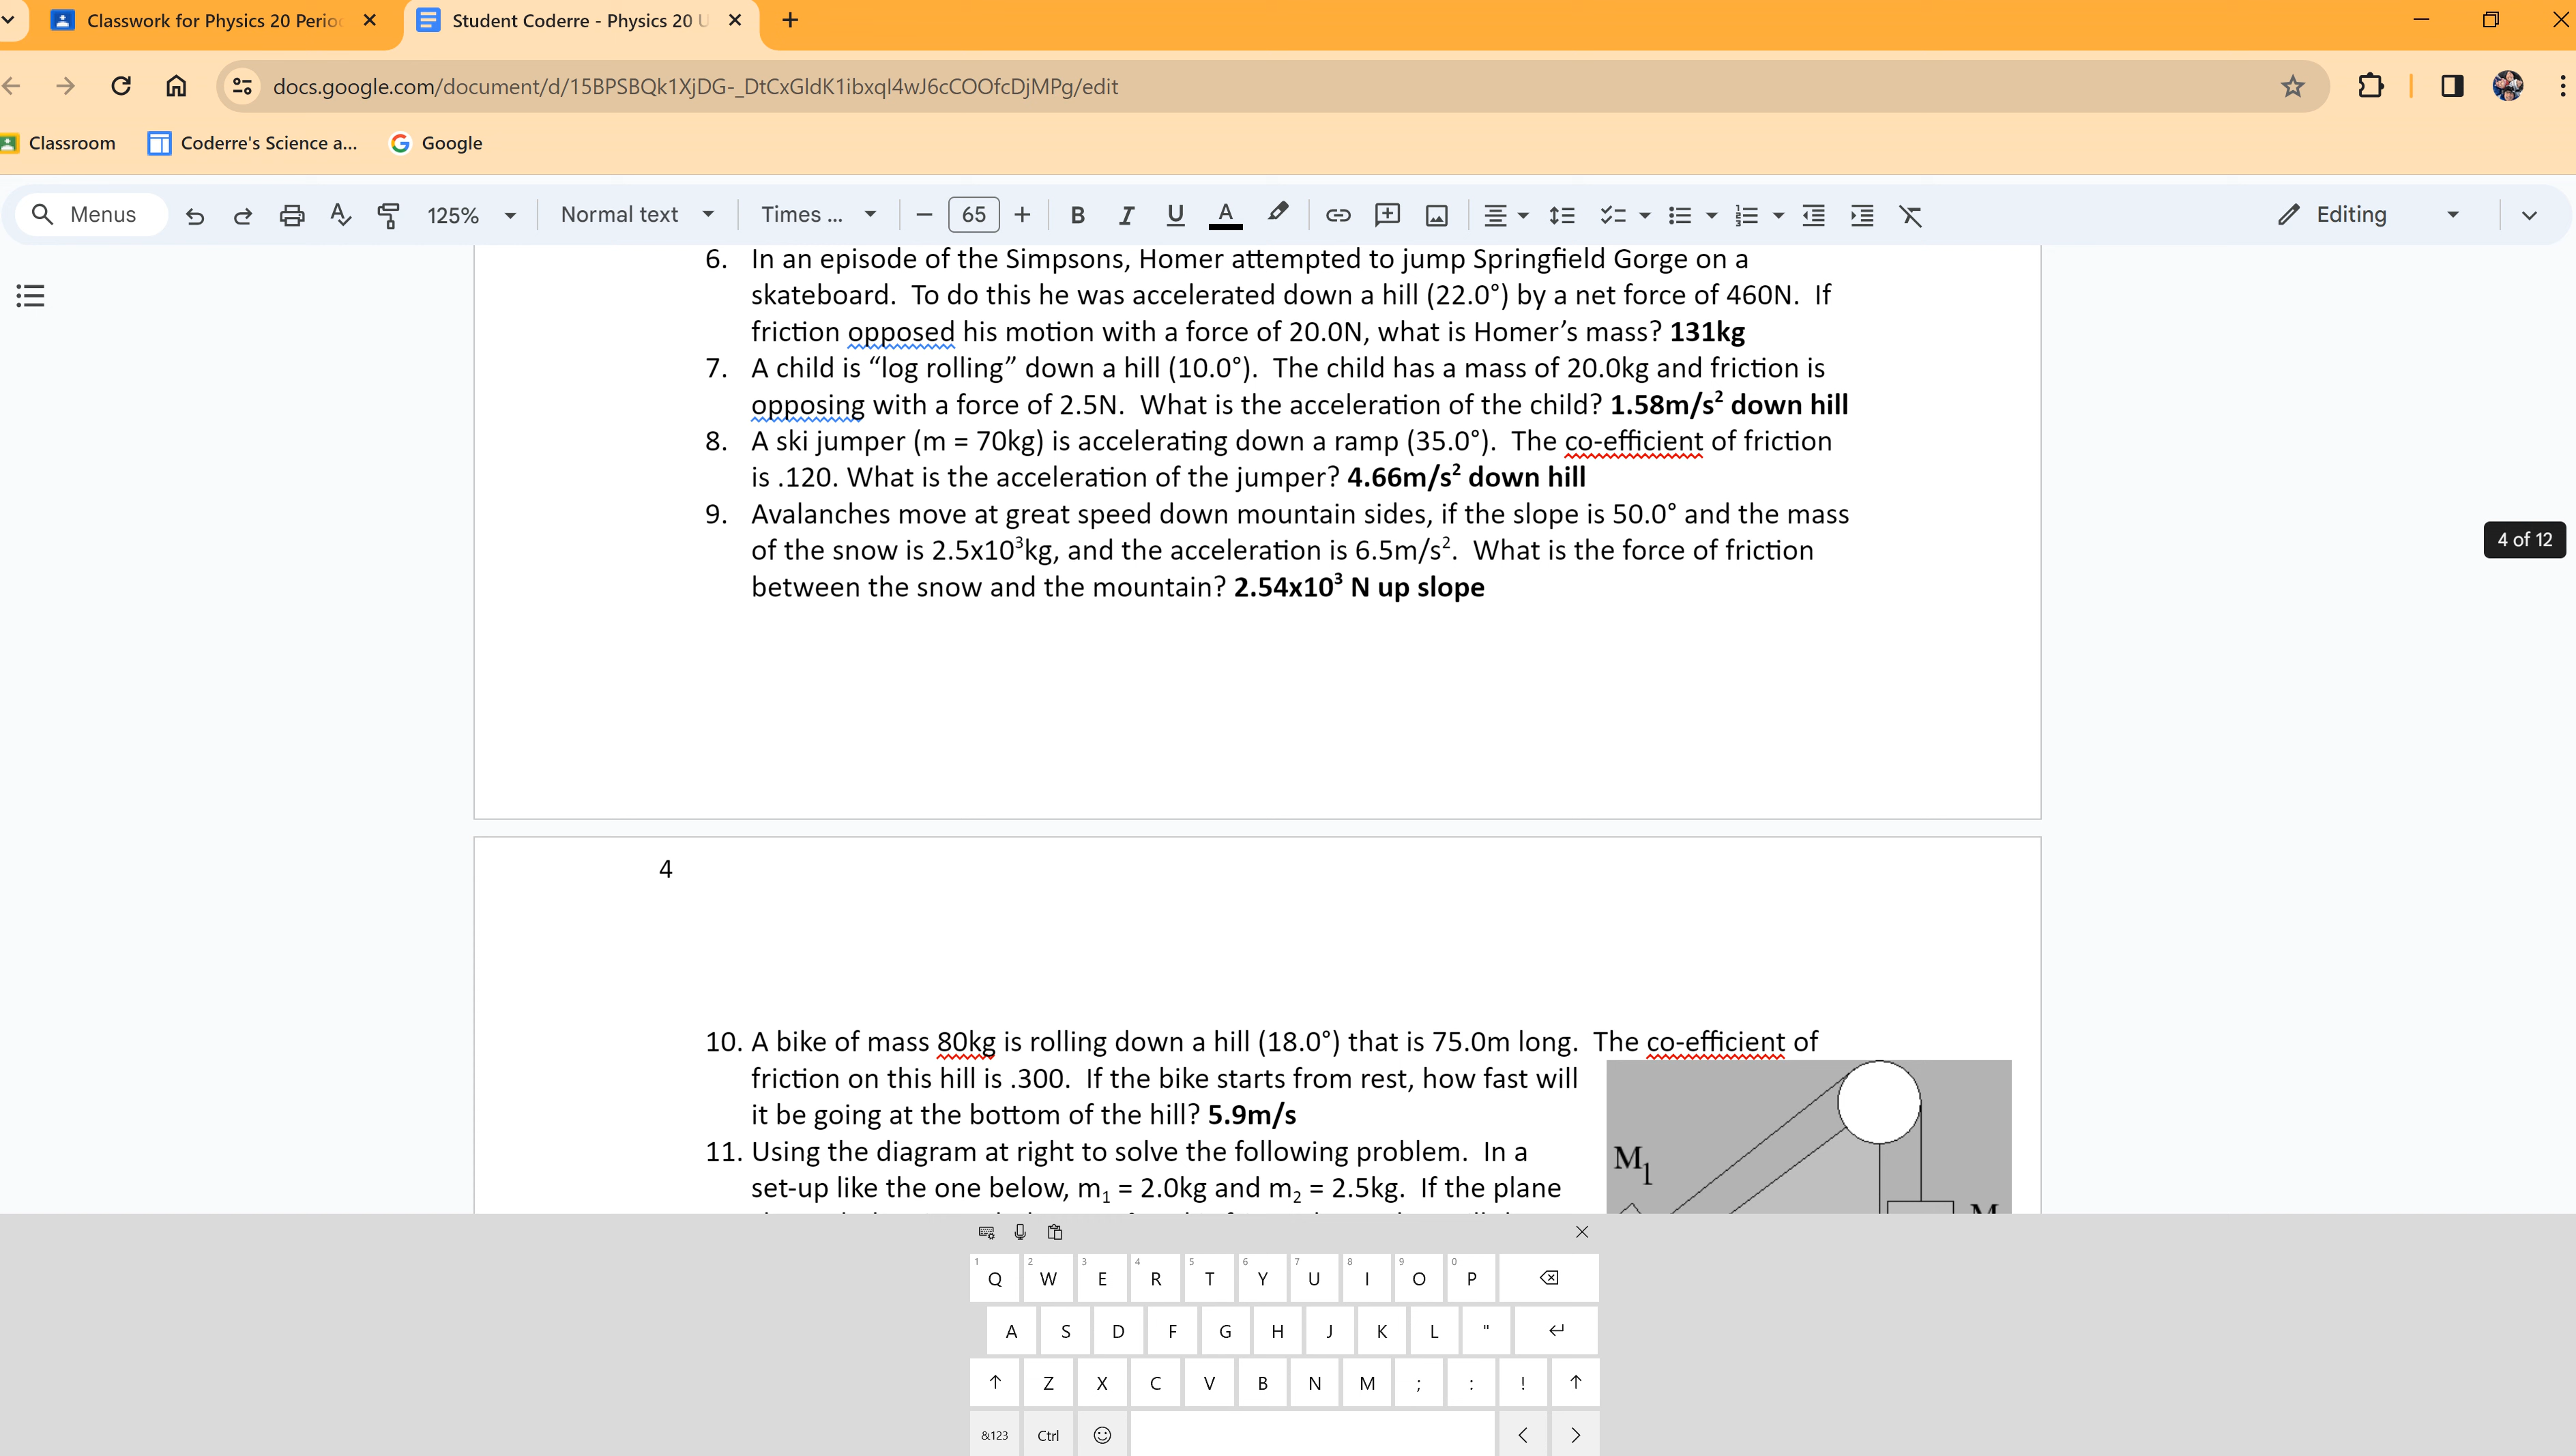 Classwork for Physics 20 Perio
Student Coderre - Physics 20 U
docs.google.com/document/d/15BPSBQk1XjDG-_DtCxGldK1ibxqI4wJ6cCOOfcDjMPg/edit
Classroom
Coderre's Science a...
Google
Menus
125%
Normal text
Times ...
65
Editing
6. In an episode of the Simpsons, Homer attempted to jump Springfield Gorge on a
skateboard.  To do this he was accelerated down a hill (22.0°) by a net force of 460N.  If
friction opposed his motion with a force of 20.0N, what is Homer’s mass? 131kg
7. A child is “log rolling” down a hill (10.0°).  The child has a mass of 20.0kg and friction is
opposing with a force of 2.5N.  What is the acceleration of the child? 1.58m/s² down hill
8. A ski jumper (m = 70kg) is accelerating down a ramp (35.0°).  The co-efficient of friction
is .120. What is the acceleration of the jumper? 4.66m/s² down hill
9. Avalanches move at great speed down mountain sides, if the slope is 50.0° and the mass
of the snow is 2.5x10³kg, and the acceleration is 6.5m/s².  What is the force of friction
between the snow and the mountain? 2.54x10³ N up slope
4 of 12
4
10. A bike of mass 80kg is rolling down a hill (18.0°) that is 75.0m long.  The co-efficient of
friction on this hill is .300.  If the bike starts from rest, how fast will
it be going at the bottom of the hill? 5.9m/s
11. Using the diagram at right to solve the following problem.  In a
set-up like the one below, m₁ = 2.0kg and m₂ = 2.5kg.  If the plane
M₁
1 Q 2 W 3 E 4 R 5 T 6 Y 7 U 8 I 9 O 0 P
A S D F G H J K L "
Z X C V B N M ; : !
&123 Ctrl